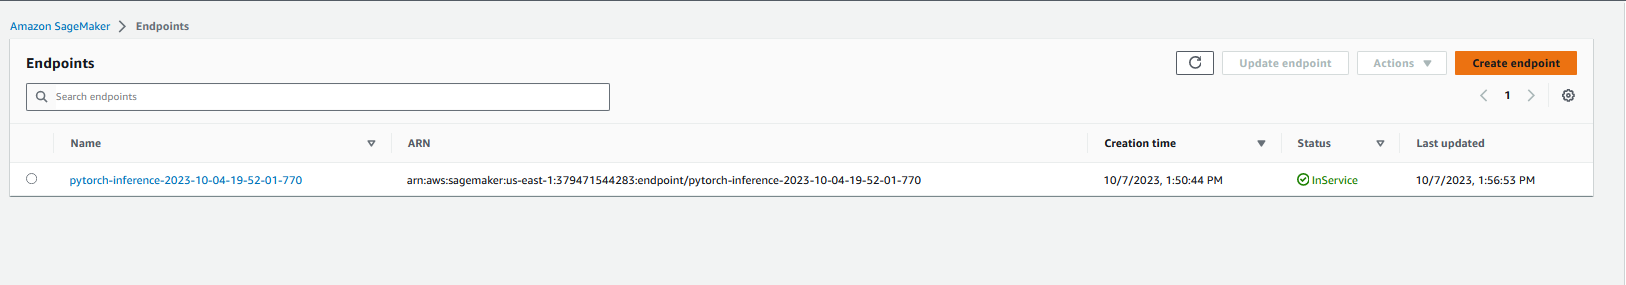 Amazon SageMaker > Endpoints
Endpoints
Update endpoint
Actions
Create endpoint
Search endpoints
1
Name ARN Creation time Status Last updated
pytorch-inference-2023-10-04-19-52-01-770 arn:aws:sagemaker:us-east-1:379471544283:endpoint/pytorch-inference-2023-10-04-19-52-01-770 10/7/2023, 1:50:44 PM InService 10/7/2023, 1:56:53 PM